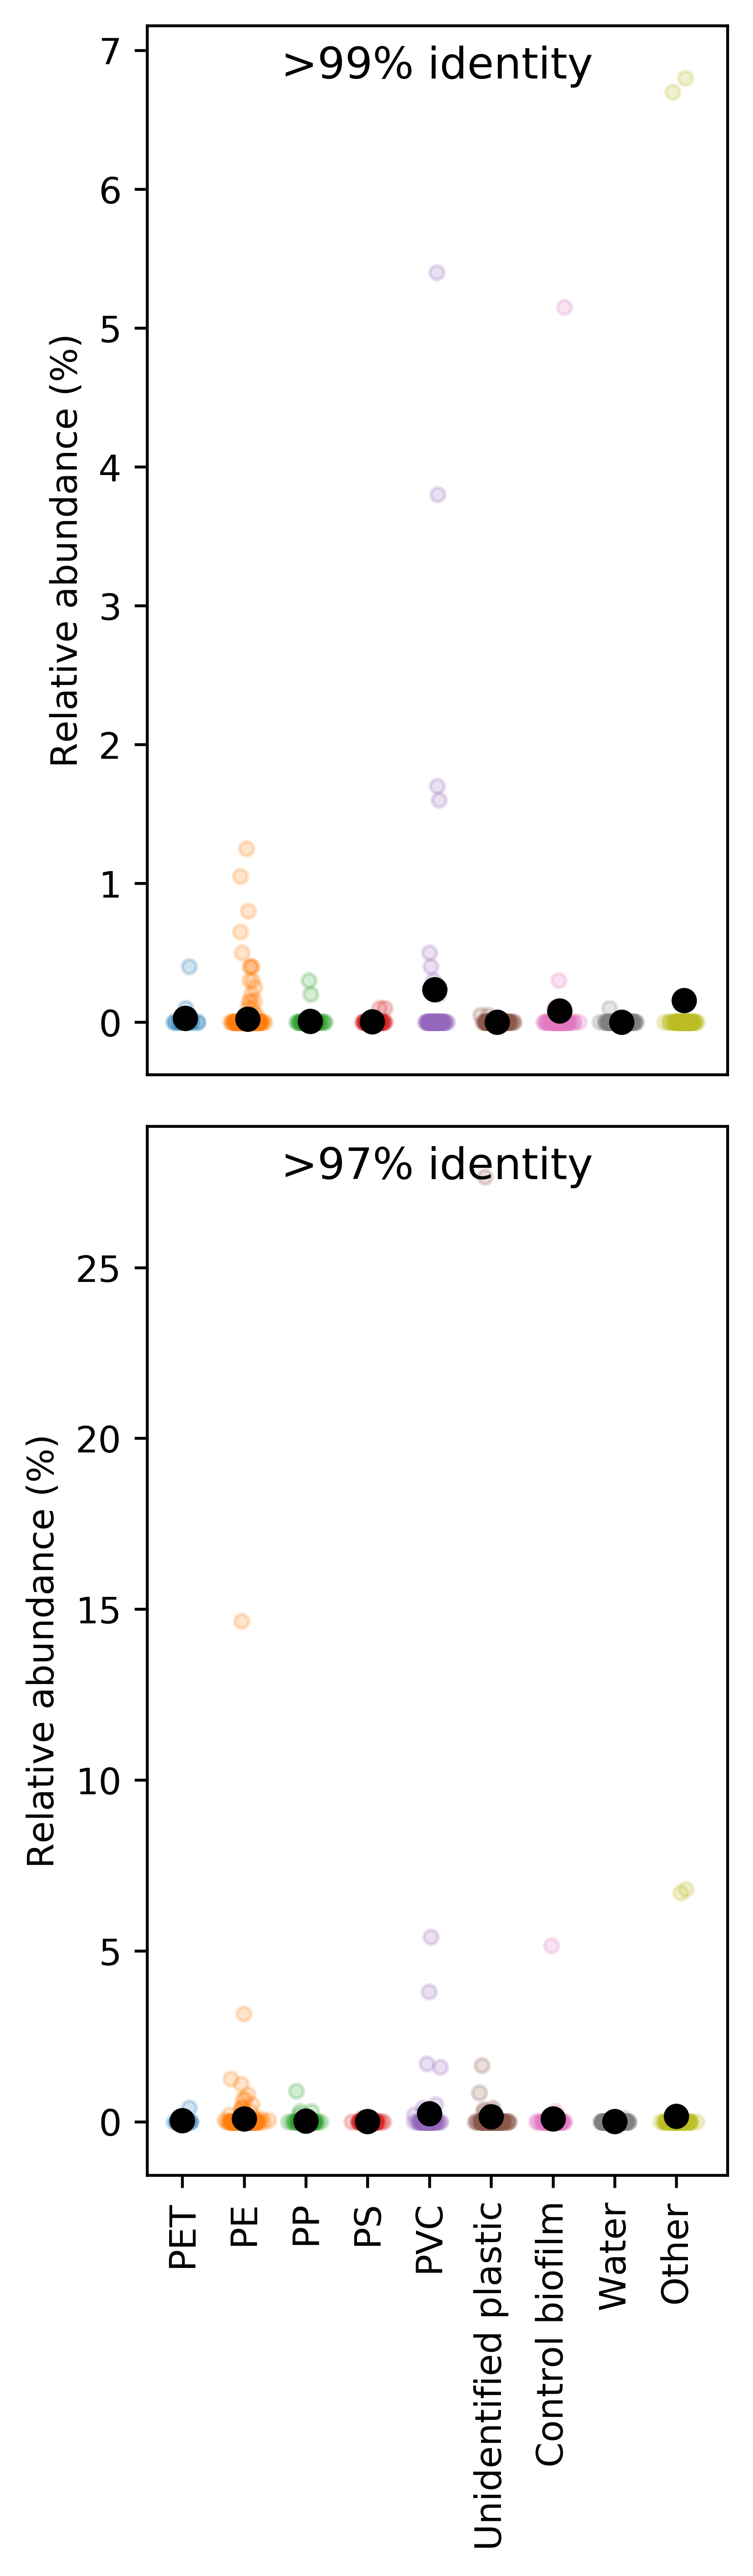 >99% identity
Relative abundance (%)
7
6
5
4
3
2
1
0
>97% identity
Relative abundance (%)
25
20
15
10
5
0
PET
PE
PP
PS
PVC
Unidentified plastic
Control biofilm
Water
Other